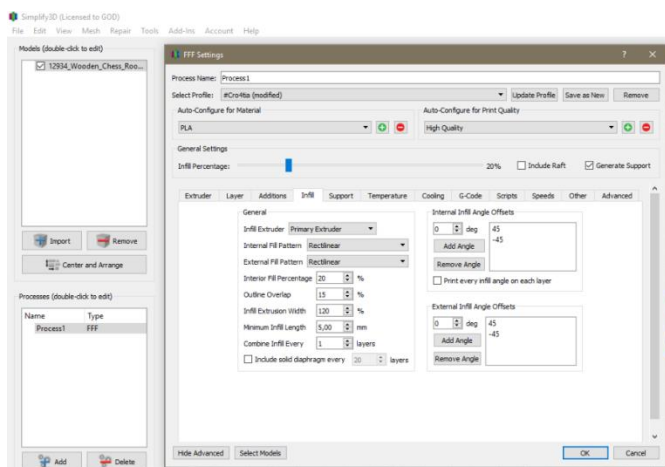 Simplify3D (Licensed to GOD)
File Edit View Mesh Repair Tools Add-Ins Account Help
Models (double-click to edit)
12934_Wooden_Chess_Roo...
Import Remove
Center and Arrange
Processes (double-click to edit)
Name Type
Process1 FFF
Add Delete
FFF Settings
Process Name: Process1
Select Profile: #Cro4tia (modified) Update Profile Save as New Remove
Auto-Configure for Material Auto-Configure for Print Quality
PLA High Quality
General Settings
Infill Percentage: 20% Include Raft Generate Support
Extruder Layer Additions Infill Support Temperature Cooling G-Code Scripts Speeds Other Advanced
General
Infill Extruder Primary Extruder
Internal Fill Pattern Rectilinear
External Fill Pattern Rectilinear
Interior Fill Percentage 20 %
Outline Overlap 15 %
Infill Extrusion Width 120 %
Minimum Infill Length 5,00 mm
Combine Infill Every 1 layers
Include solid diaphragm every 20 layers
Internal Infill Angle Offsets
0 deg 45
-45
Add Angle
Remove Angle
Print every infill angle on each layer
External Infill Angle Offsets
0 deg 45
-45
Add Angle
Remove Angle
Hide Advanced Select Models OK Cancel